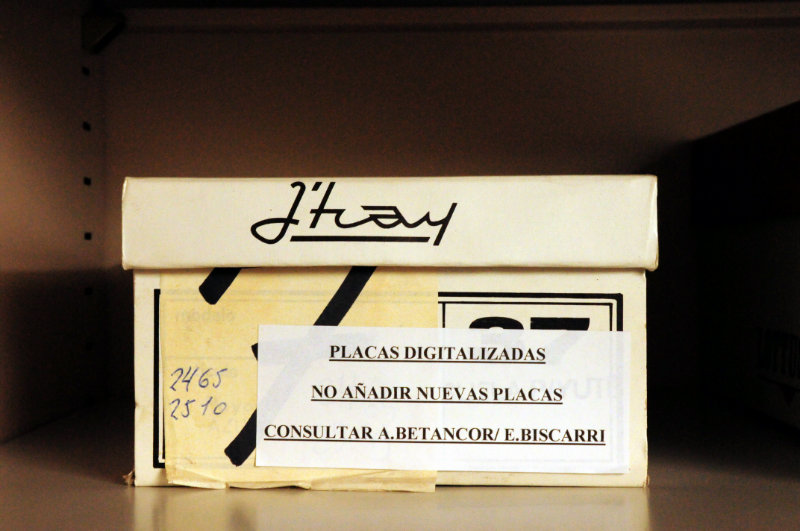 J'hay
2465
2510
PLACAS DIGITALIZADAS
NO AÑADIR NUEVAS PLACAS
CONSULTAR A.BETANCOR/ E.BISCARRI